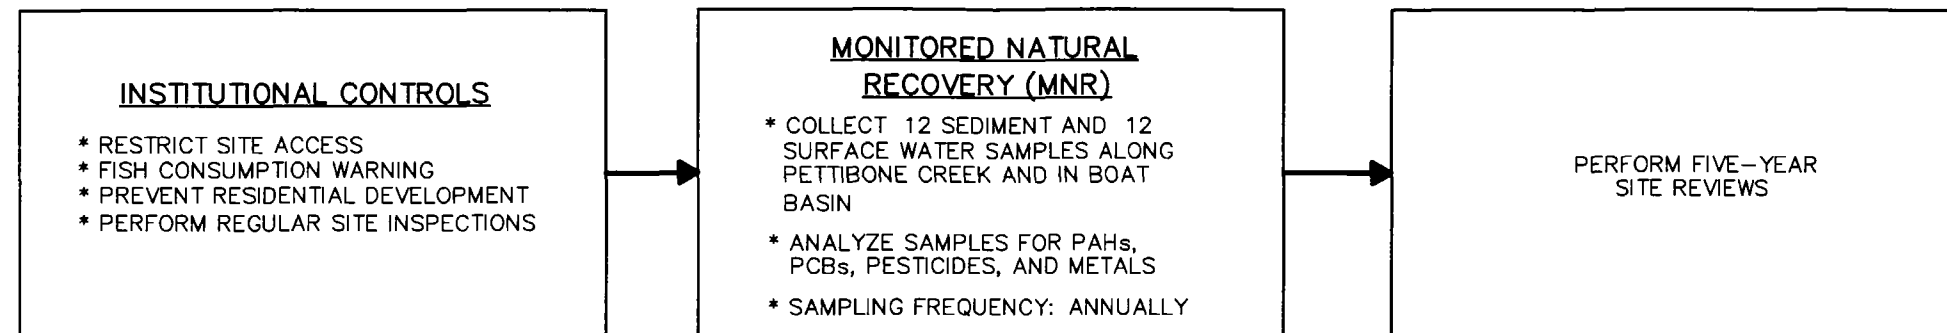 INSTITUTIONAL CONTROLS
* RESTRICT SITE ACCESS
* FISH CONSUMPTION WARNING
* PREVENT RESIDENTIAL DEVELOPMENT
* PERFORM REGULAR SITE INSPECTIONS
MONITORED NATURAL
RECOVERY (MNR)
* COLLECT 12 SEDIMENT AND 12
SURFACE WATER SAMPLES ALONG
PETTIBONE CREEK AND IN BOAT
BASIN
* ANALYZE SAMPLES FOR PAHs,
PCBs, PESTICIDES, AND METALS
* SAMPLING FREQUENCY: ANNUALLY
PERFORM FIVE-YEAR
SITE REVIEWS